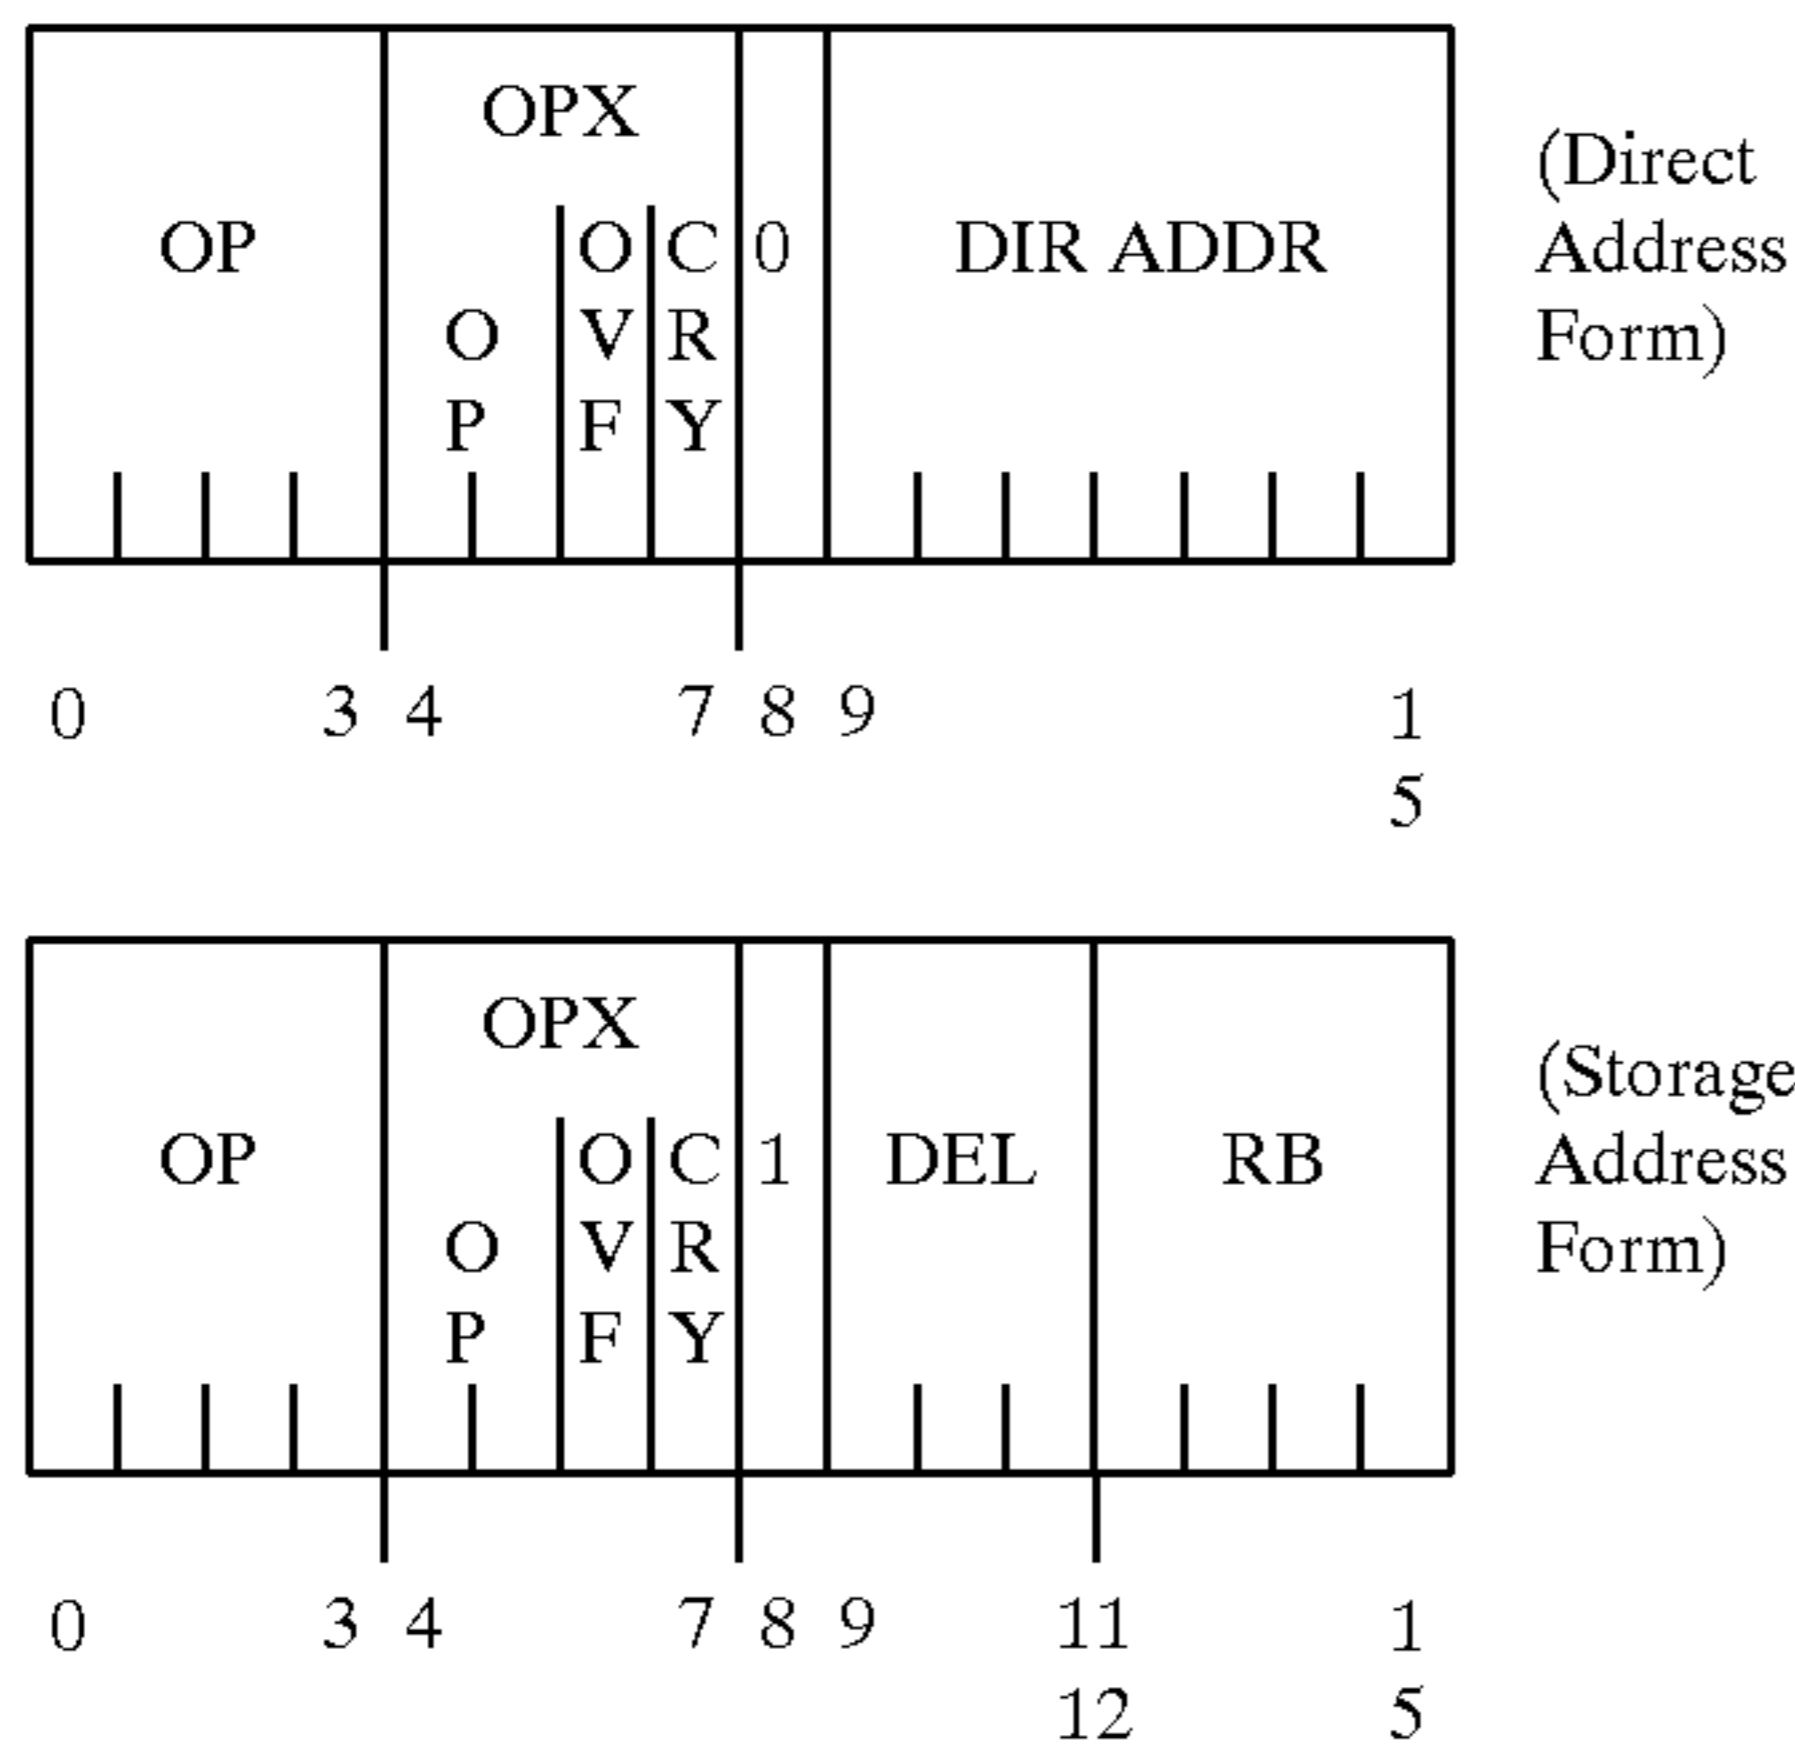 OPX
(Direct
OP O C 0 DIR ADDR Address
O V R Form)
P F Y
0 3 4 7 8 9 1
5
OPX
(Storage
OP O C 1 DEL RB Address
O V R Form)
P F Y
0 3 4 7 8 9 11 1
12 5